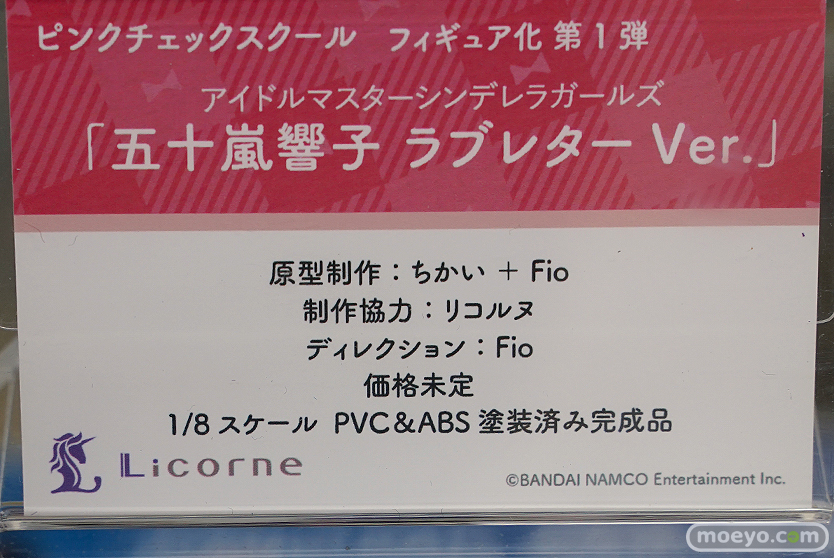 ピンクチェックスクール フィギュア化 第1弾
アイドルマスターシンデレラガールズ
「五十嵐響子 ラブレター Ver.」
原型制作：ちかい + Fio
制作協力：リコルヌ
ディレクション：Fio
価格未定
1/8 スケール PVC&ABS 塗装済み完成品
Licorne
©BANDAI NAMCO Entertainment Inc.
moeyo.com